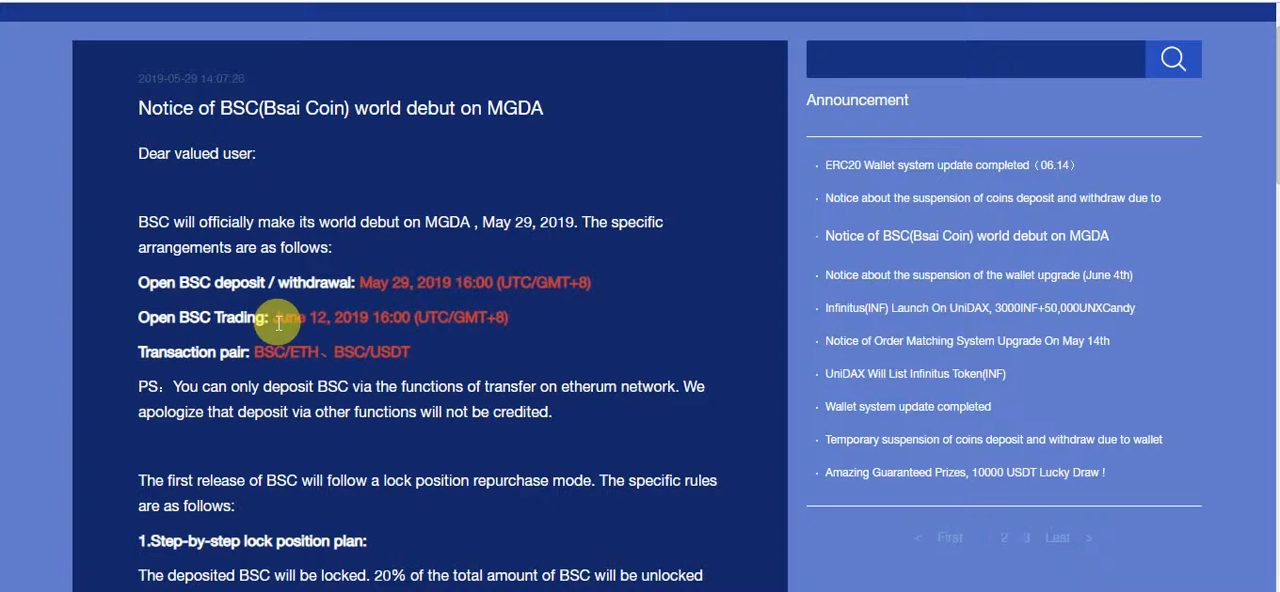 2019-05-29 14:07:26
Notice of BSC(Bsai Coin) world debut on MGDA
Dear valued user:
BSC will officially make its world debut on MGDA , May 29, 2019. The specific
arrangements are as follows:
Open BSC deposit / withdrawal: May 29, 2019 16:00 (UTC/GMT+8)
Open BSC Trading: June 12, 2019 16:00 (UTC/GMT+8)
Transaction pair: BSC/ETH、BSC/USDT
PS：You can only deposit BSC via the functions of transfer on etherum network. We
apologize that deposit via other functions will not be credited.
The first release of BSC will follow a lock position repurchase mode. The specific rules
are as follows:
1.Step-by-step lock position plan:
The deposited BSC will be locked. 20% of the total amount of BSC will be unlocked
Announcement
· ERC20 Wallet system update completed（06.14）
· Notice about the suspension of coins deposit and withdraw due to
· Notice of BSC(Bsai Coin) world debut on MGDA
· Notice about the suspension of the wallet upgrade (June 4th)
· Infinitus(INF) Launch On UniDAX, 3000INF+50,000UNXCandy
· Notice of Order Matching System Upgrade On May 14th
· UniDAX Will List Infinitus Token(INF)
· Wallet system update completed
· Temporary suspension of coins deposit and withdraw due to wallet
· Amazing Guaranteed Prizes, 10000 USDT Lucky Draw !
< First 2 3 Last >